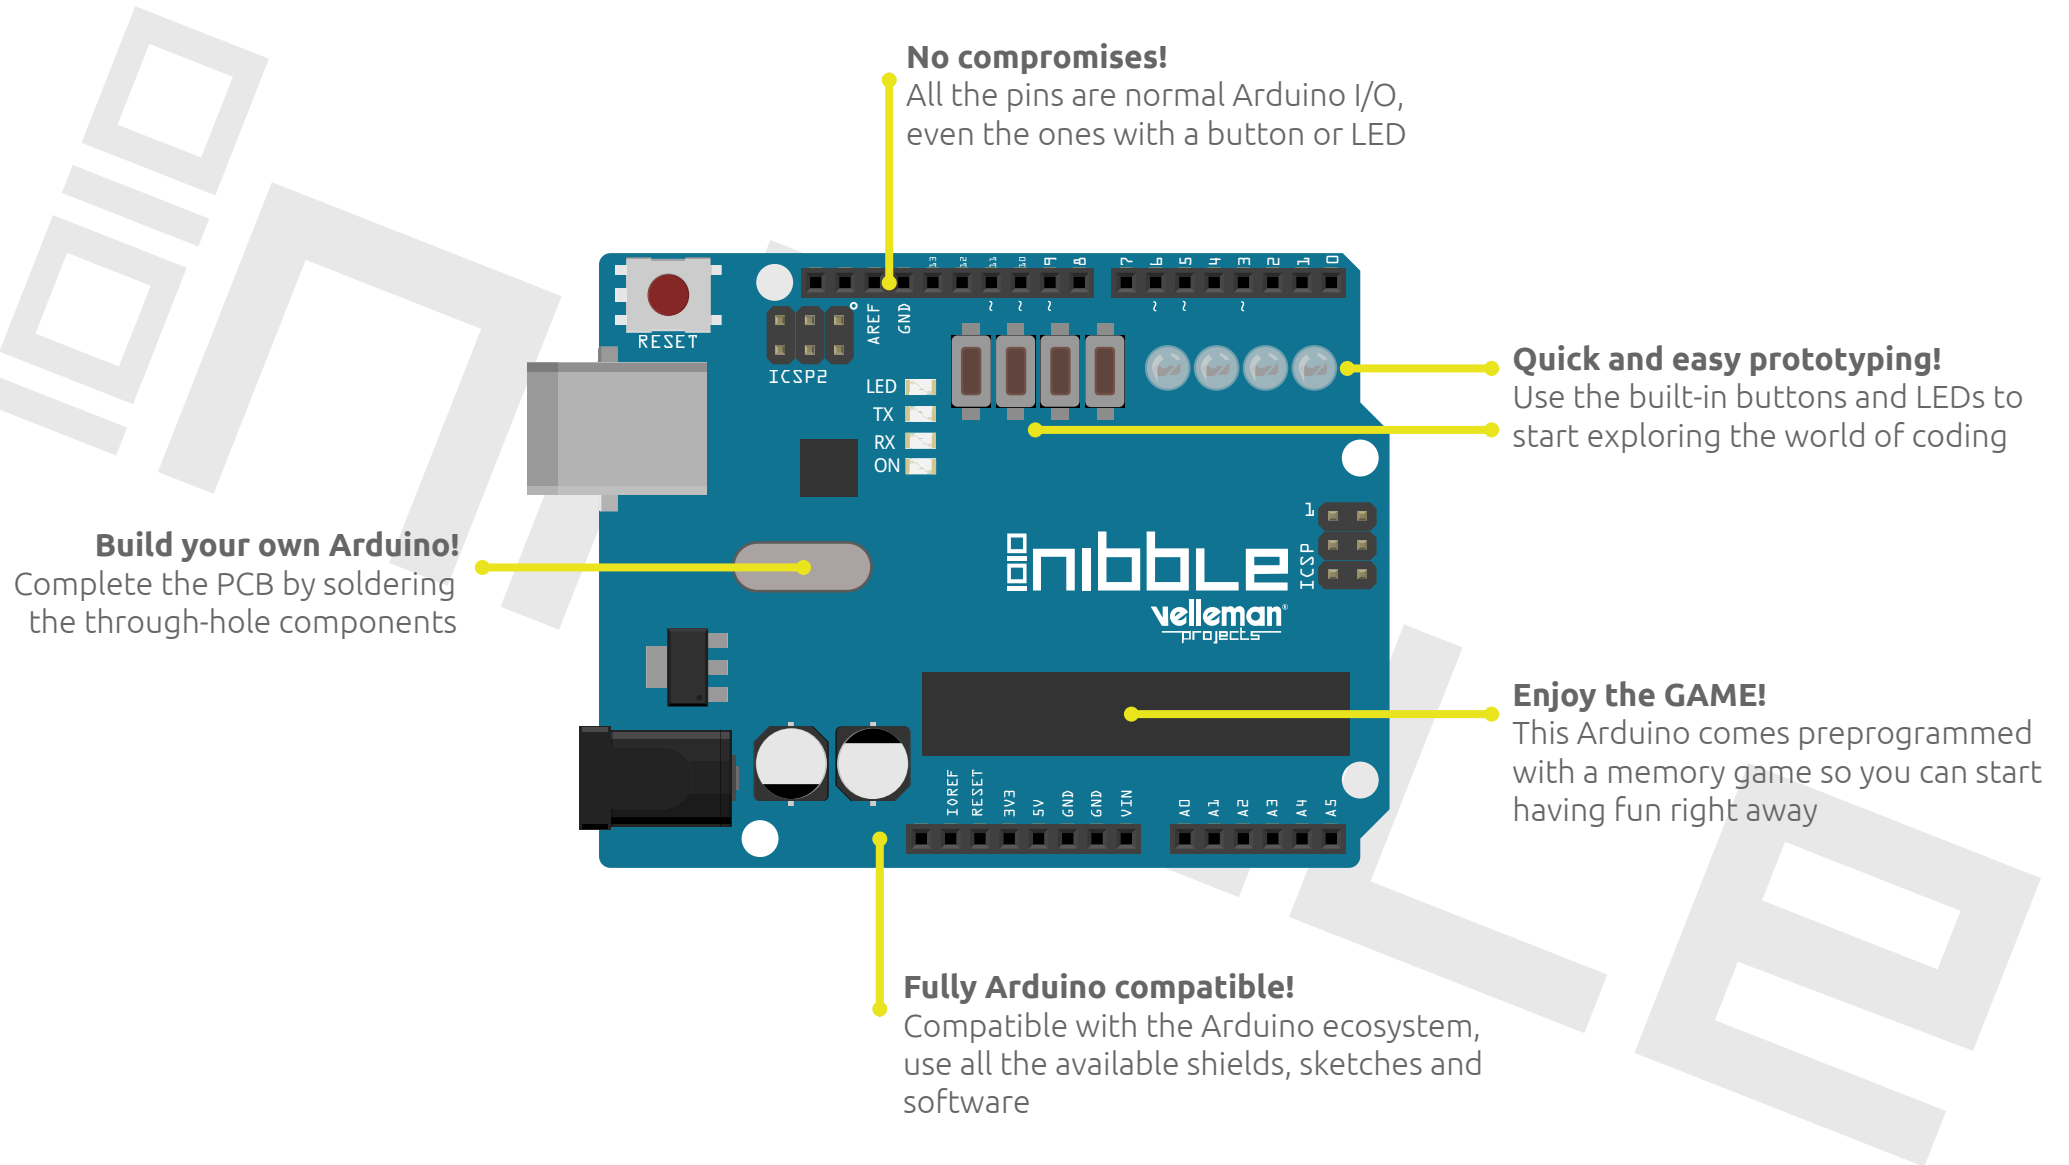 No compromises!
All the pins are normal Arduino I/O,
even the ones with a button or LED
RESET
ICSP2
AREF
GND
13
12
11
10
9
8
7
6
5
4
3
2
1
0
~
~
~
~
~
~
LED
TX
RX
ON
Quick and easy prototyping!
Use the built-in buttons and LEDs to
start exploring the world of coding
Build your own Arduino!
Complete the PCB by soldering
the through-hole components
1
ICSP
nibble
velleman®
projects
Enjoy the GAME!
This Arduino comes preprogrammed
with a memory game so you can start
having fun right away
IOREF
RESET
3V3
5V
GND
GND
VIN
A0
A1
A2
A3
A4
A5
Fully Arduino compatible!
Compatible with the Arduino ecosystem,
use all the available shields, sketches and
software
nibble